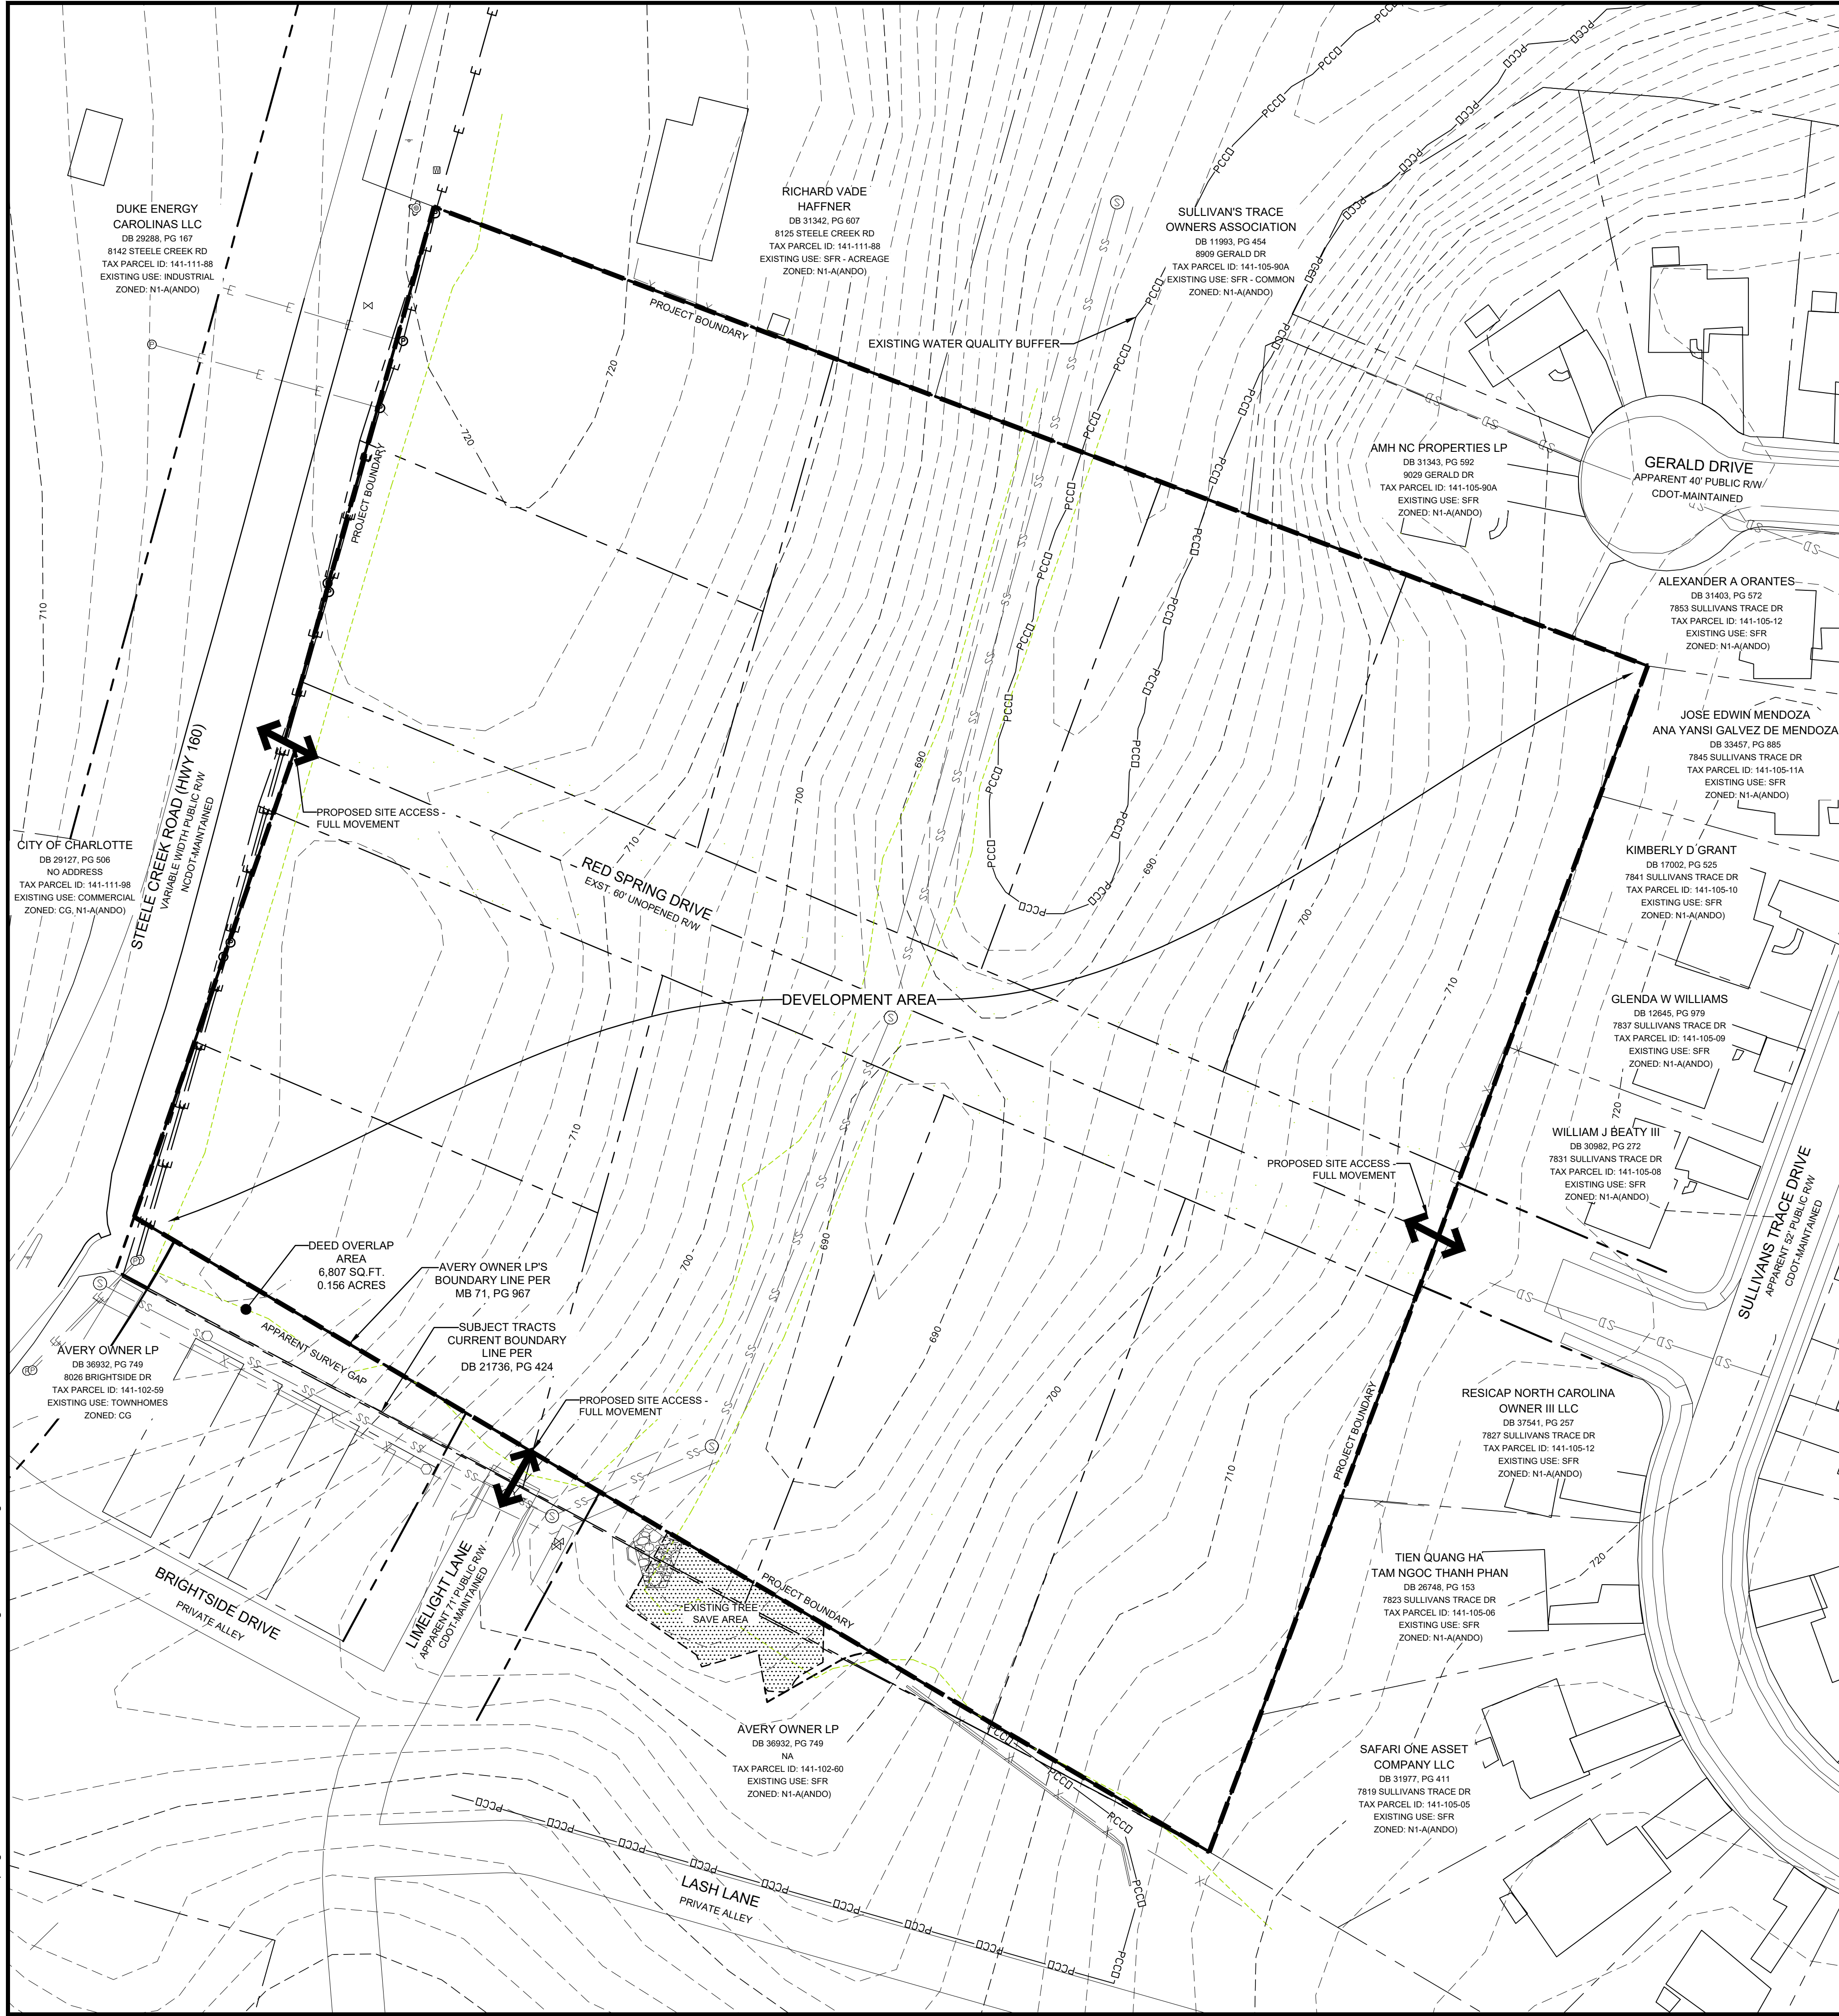 DUKE ENERGY
CAROLINAS LLC
DB 29288, PG 167
8142 STEELE CREEK RD
TAX PARCEL ID: 141-111-88
EXISTING USE: INDUSTRIAL
ZONED: N1-A(ANDO)
RICHARD VADE
HAFFNER
DB 31342, PG 607
8125 STEELE CREEK RD
TAX PARCEL ID: 141-111-88
EXISTING USE: SFR - ACREAGE
ZONED: N1-A(ANDO)
SULLIVAN'S TRACE
OWNERS ASSOCIATION
DB 11993, PG 454
8909 GERALD DR
TAX PARCEL ID: 141-105-90A
EXISTING USE: SFR - COMMON
ZONED: N1-A(ANDO)
PROJECT BOUNDARY
EXISTING WATER QUALITY BUFFER
720
720
PROJECT BOUNDARY
AMH NC PROPERTIES LP
DB 31343, PG 592
9029 GERALD DR
TAX PARCEL ID: 141-105-90A
EXISTING USE: SFR
ZONED: N1-A(ANDO)
GERALD DRIVE
APPARENT 40' PUBLIC R/W
CDOT-MAINTAINED
ALEXANDER A ORANTES
DB 31403, PG 572
7853 SULLIVANS TRACE DR
TAX PARCEL ID: 141-105-12
EXISTING USE: SFR
ZONED: N1-A(ANDO)
710
JOSE EDWIN MENDOZA
ANA YANSI GALVEZ DE MENDOZA
DB 33457, PG 885
7845 SULLIVANS TRACE DR
TAX PARCEL ID: 141-105-11A
EXISTING USE: SFR
ZONED: N1-A(ANDO)
STEELE CREEK ROAD (HWY 160)
VARIABLE WIDTH PUBLIC R/W
NCDOT-MAINTAINED
PROPOSED SITE ACCESS -
FULL MOVEMENT
690
700
710
CITY OF CHARLOTTE
DB 29127, PG 506
NO ADDRESS
TAX PARCEL ID: 141-111-98
EXISTING USE: COMMERCIAL
ZONED: CG, N1-A(ANDO)
RED SPRING DRIVE
EXST. 60' UNOPENED R/W
690
700
710
KIMBERLY D GRANT
DB 17002, PG 525
7841 SULLIVANS TRACE DR
TAX PARCEL ID: 141-105-10
EXISTING USE: SFR
ZONED: N1-A(ANDO)
DEVELOPMENT AREA
GLENDA W WILLIAMS
DB 12645, PG 979
7837 SULLIVANS TRACE DR
TAX PARCEL ID: 141-105-09
EXISTING USE: SFR
ZONED: N1-A(ANDO)
720
710
WILLIAM J BEATY III
DB 30982, PG 272
7831 SULLIVANS TRACE DR
TAX PARCEL ID: 141-105-08
EXISTING USE: SFR
ZONED: N1-A(ANDO)
PROPOSED SITE ACCESS -
FULL MOVEMENT
SULLIVANS TRACE DRIVE
APPARENT 52' PUBLIC R/W
CDOT-MAINTAINED
DEED OVERLAP
AREA
6,807 SQ.FT.
0.156 ACRES
AVERY OWNER LP'S
BOUNDARY LINE PER
MB 71, PG 967
700
690
690
SUBJECT TRACTS
CURRENT BOUNDARY
LINE PER
DB 21736, PG 424
APPARENT SURVEY GAP
AVERY OWNER LP
DB 36932, PG 749
8026 BRIGHTSIDE DR
TAX PARCEL ID: 141-102-59
EXISTING USE: TOWNHOMES
ZONED: CG
PROPOSED SITE ACCESS -
FULL MOVEMENT
700
710
PROJECT BOUNDARY
RESICAP NORTH CAROLINA
OWNER III LLC
DB 37541, PG 257
7827 SULLIVANS TRACE DR
TAX PARCEL ID: 141-105-12
EXISTING USE: SFR
ZONED: N1-A(ANDO)
BRIGHTSIDE DRIVE
PRIVATE ALLEY
LIMELIGHT LANE
APPARENT 71' PUBLIC R/W
CDOT-MAINTAINED
EXISTING TREE
SAVE AREA
PROJECT BOUNDARY
TIEN QUANG HA
TAM NGOC THANH PHAN
DB 26748, PG 153
7823 SULLIVANS TRACE DR
TAX PARCEL ID: 141-105-06
EXISTING USE: SFR
ZONED: N1-A(ANDO)
720
AVERY OWNER LP
DB 36932, PG 749
NA
TAX PARCEL ID: 141-102-60
EXISTING USE: SFR
ZONED: N1-A(ANDO)
SAFARI ONE ASSET
COMPANY LLC
DB 31977, PG 411
7819 SULLIVANS TRACE DR
TAX PARCEL ID: 141-105-05
EXISTING USE: SFR
ZONED: N1-A(ANDO)
LASH LANE
PRIVATE ALLEY